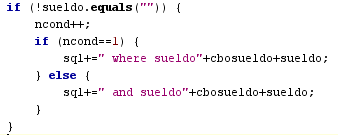 if (!sueldo.equals("")) {
ncond++;
if (ncond==1) {
sql+=" where sueldo"+cbosueldo+sueldo;
} else {
sql+=" and sueldo"+cbosueldo+sueldo;
}
}